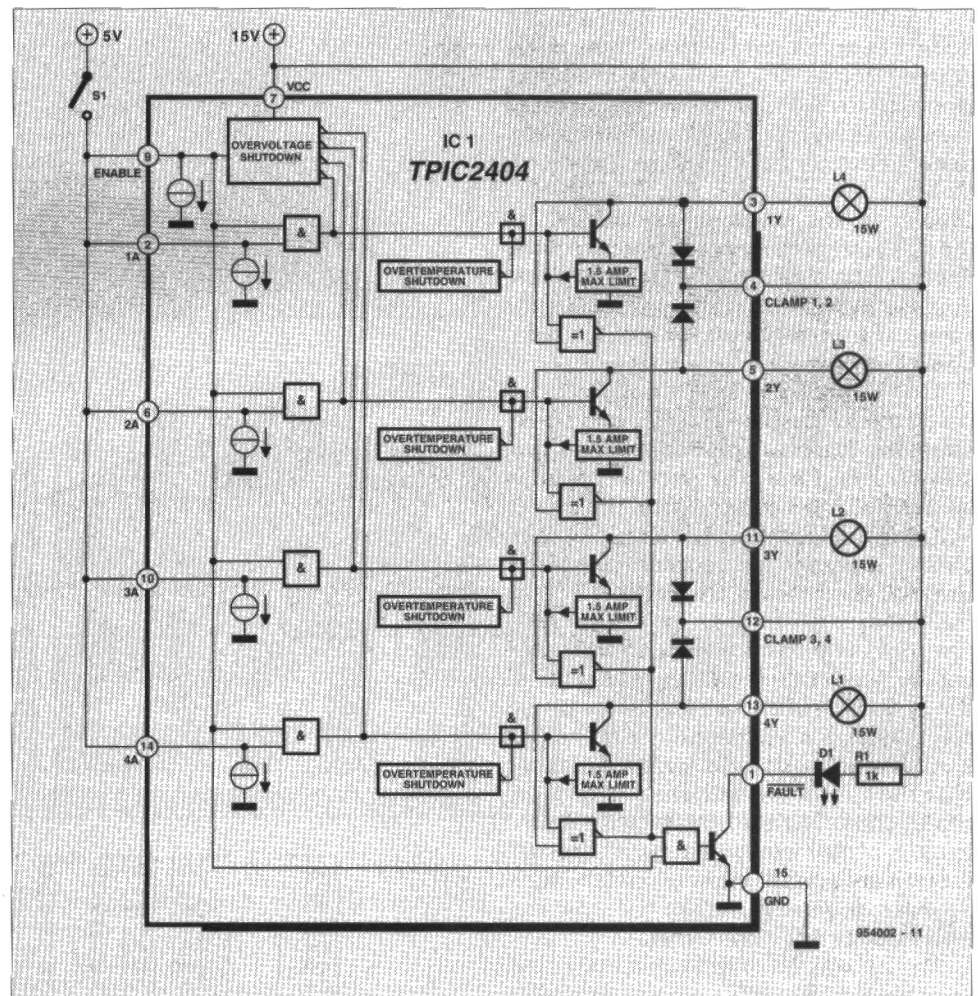 5V
15V
S1
7
VCC
IC 1
TPIC2404
OVERVOLTAGE
SHUTDOWN
9
ENABLE
&
2
1A
&
OVERTEMPERATURE
SHUTDOWN
1.5 AMP
MAX LIMIT
=1
3
1Y
L4
15W
4
CLAMP 1, 2
5
2Y
L3
15W
&
6
2A
&
OVERTEMPERATURE
SHUTDOWN
1.5 AMP
MAX LIMIT
=1
11
3Y
L2
15W
&
10
3A
&
OVERTEMPERATURE
SHUTDOWN
1.5 AMP
MAX LIMIT
=1
12
CLAMP 3, 4
13
4Y
L1
15W
&
14
4A
&
OVERTEMPERATURE
SHUTDOWN
1.5 AMP
MAX LIMIT
=1
&
1
FAULT
D1
R1
1k
15
GND
954002 - 11